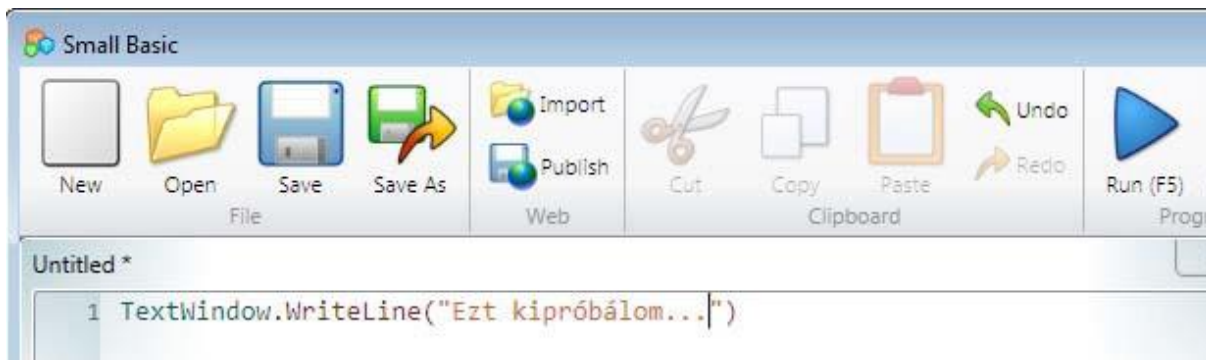 Small Basic
New Open Save Save As Import Publish Cut Copy Paste Undo Redo Run (F5)
File Web Clipboard Progr
Untitled *
1 TextWindow.WriteLine("Ezt kipróbálom...")